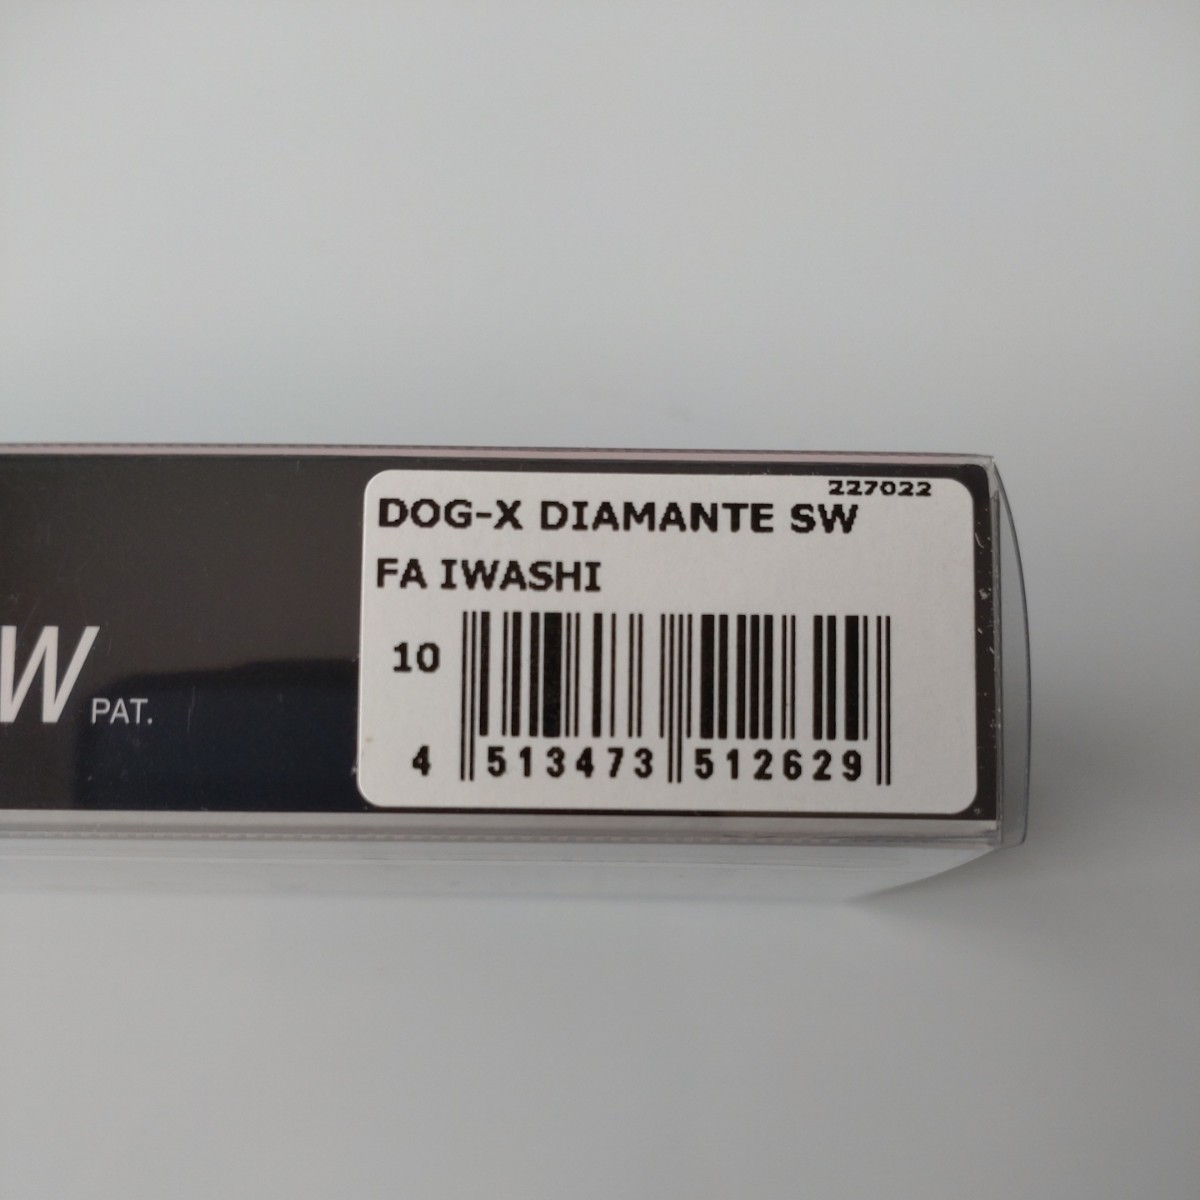 227022
DOG-X DIAMANTE SW
FA IWASHI
10
4 513473 512629
W PAT.